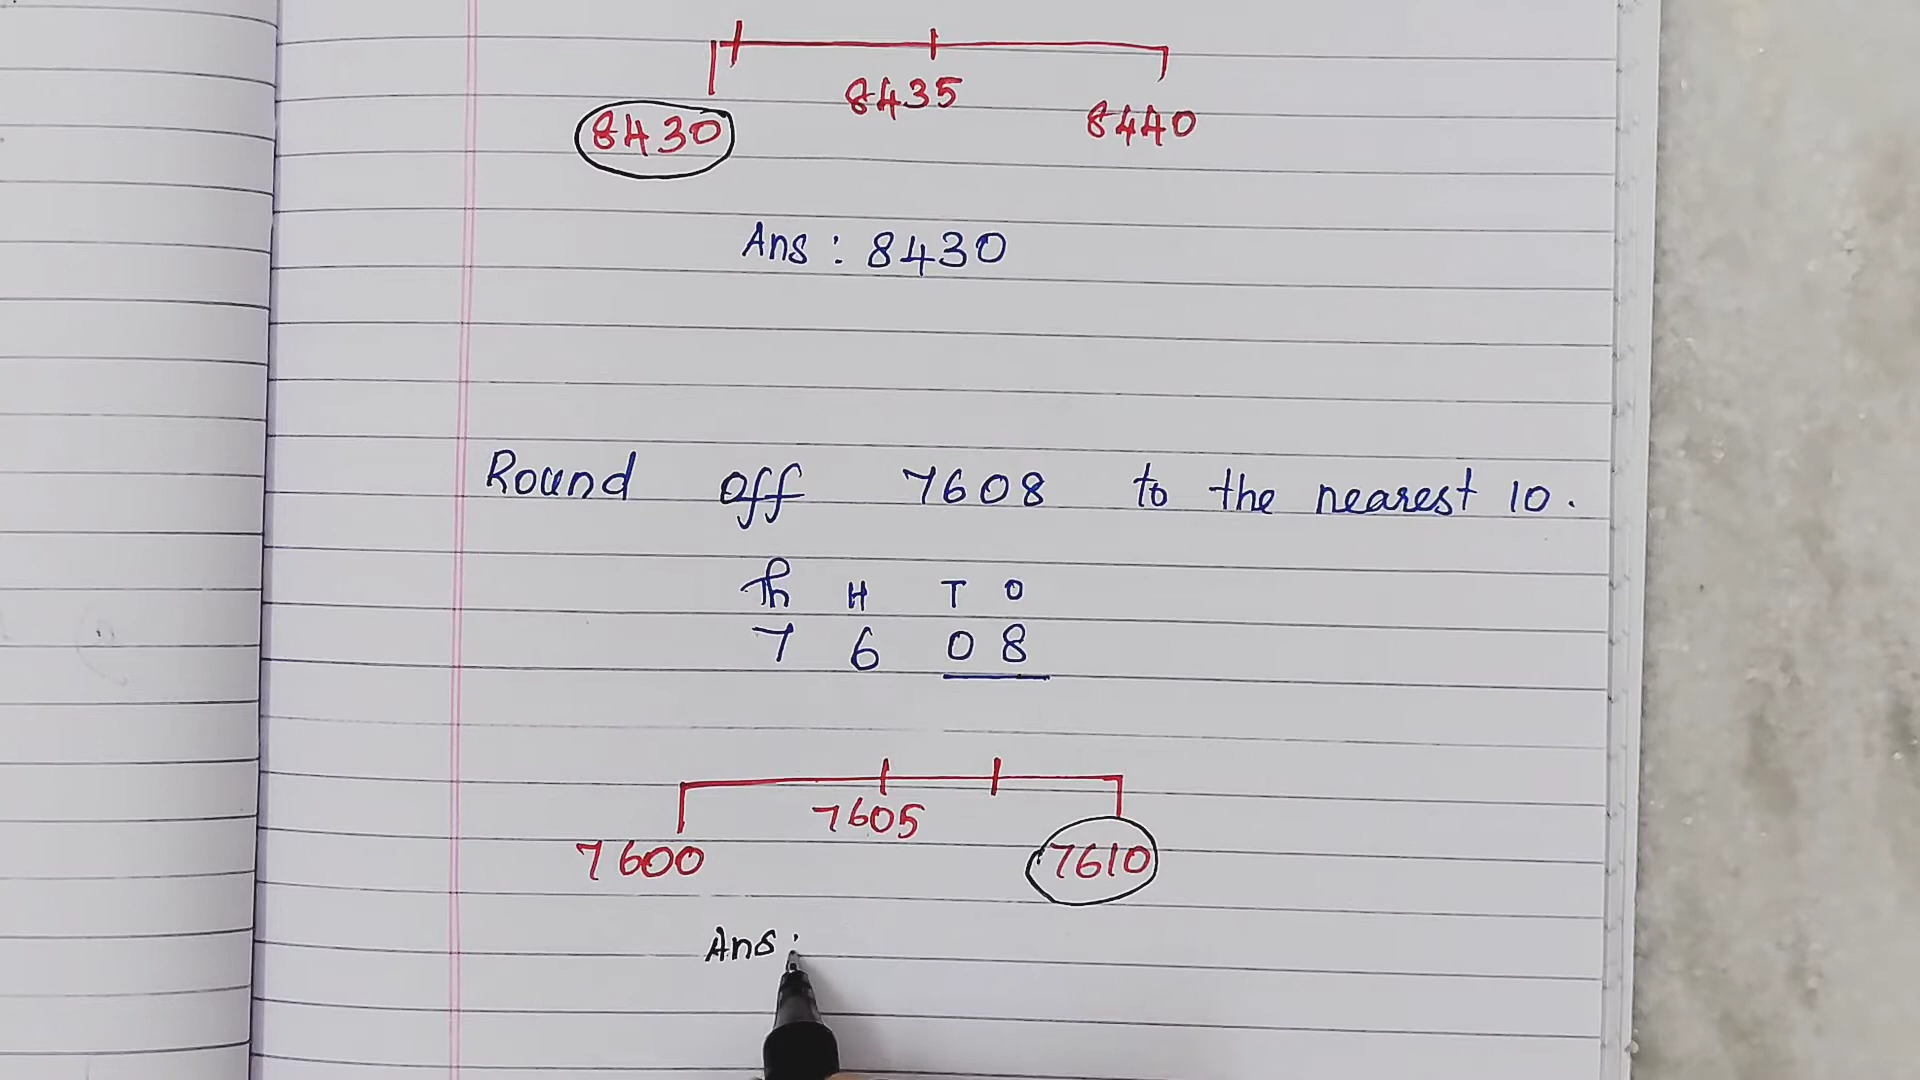 8435
8430 8440
Ans : 8430
Round off 7608 to the nearest 10.
Th H T O
7 6 0 8
7605
7600 7610
Ans :